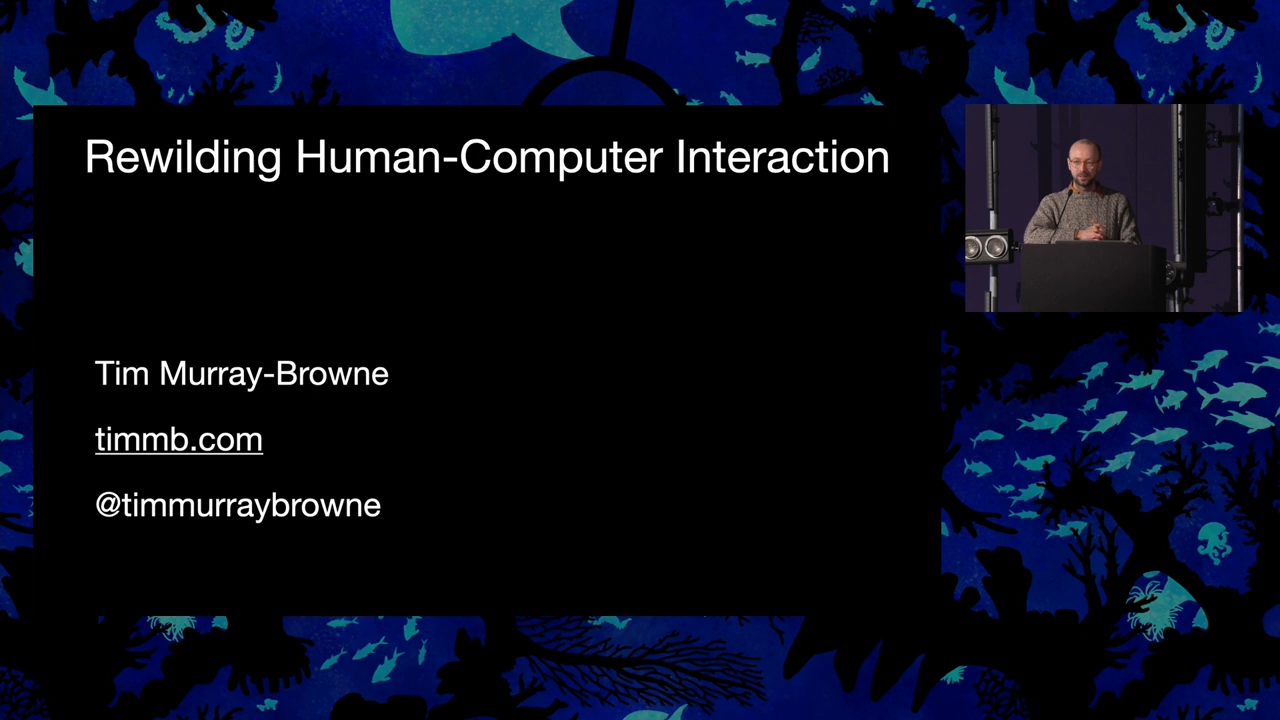 Rewilding Human-Computer Interaction
Tim Murray-Browne
timmb.com
@timmurraybrowne